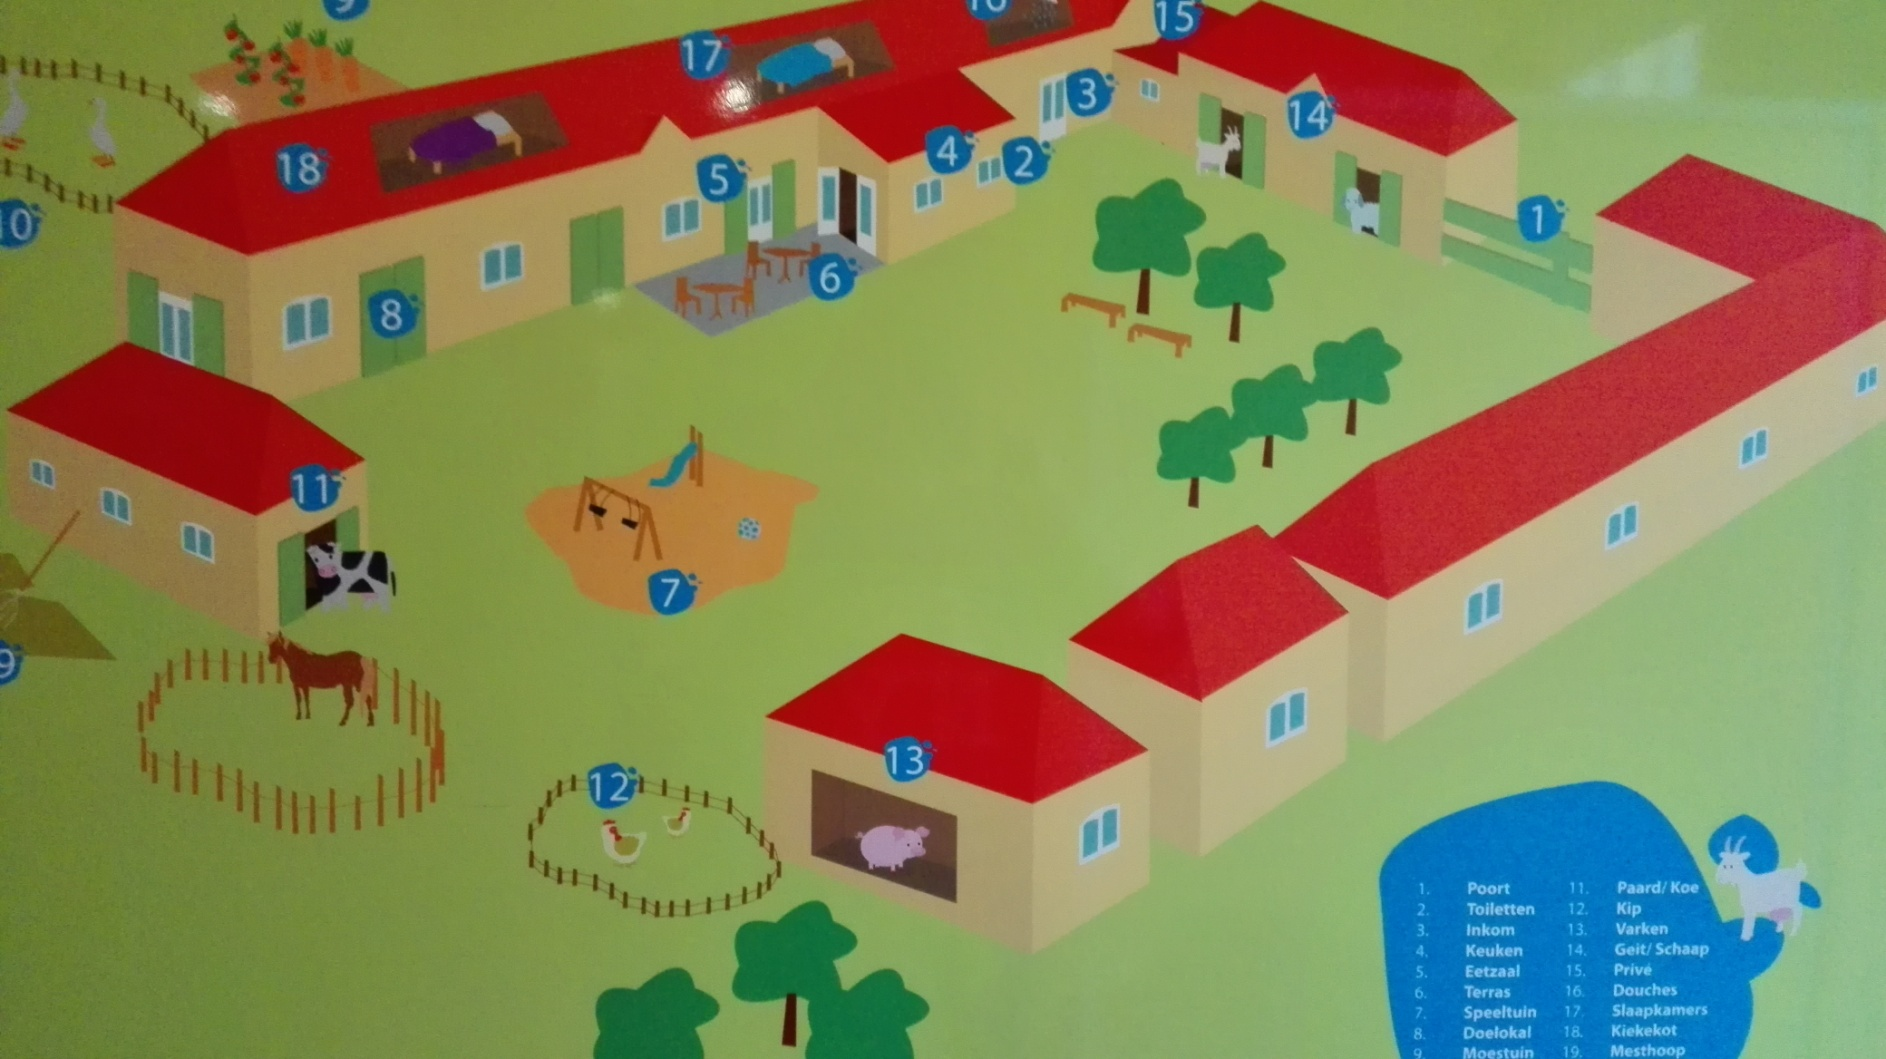 9
16
15
17
3
14
4
2
18
5
1
10
6
8
11
7
9
13
12
1. Poort 11. Paard/ Koe
2. Toiletten 12. Kip
3. Inkom 13. Varken
4. Keuken 14. Geit/ Schaap
5. Eetzaal 15. Privé
6. Terras 16. Douches
7. Speeltuin 17. Slaapkamers
8. Doelokal 18. Kiekekot
9. Moestuin 19. Mesthoop